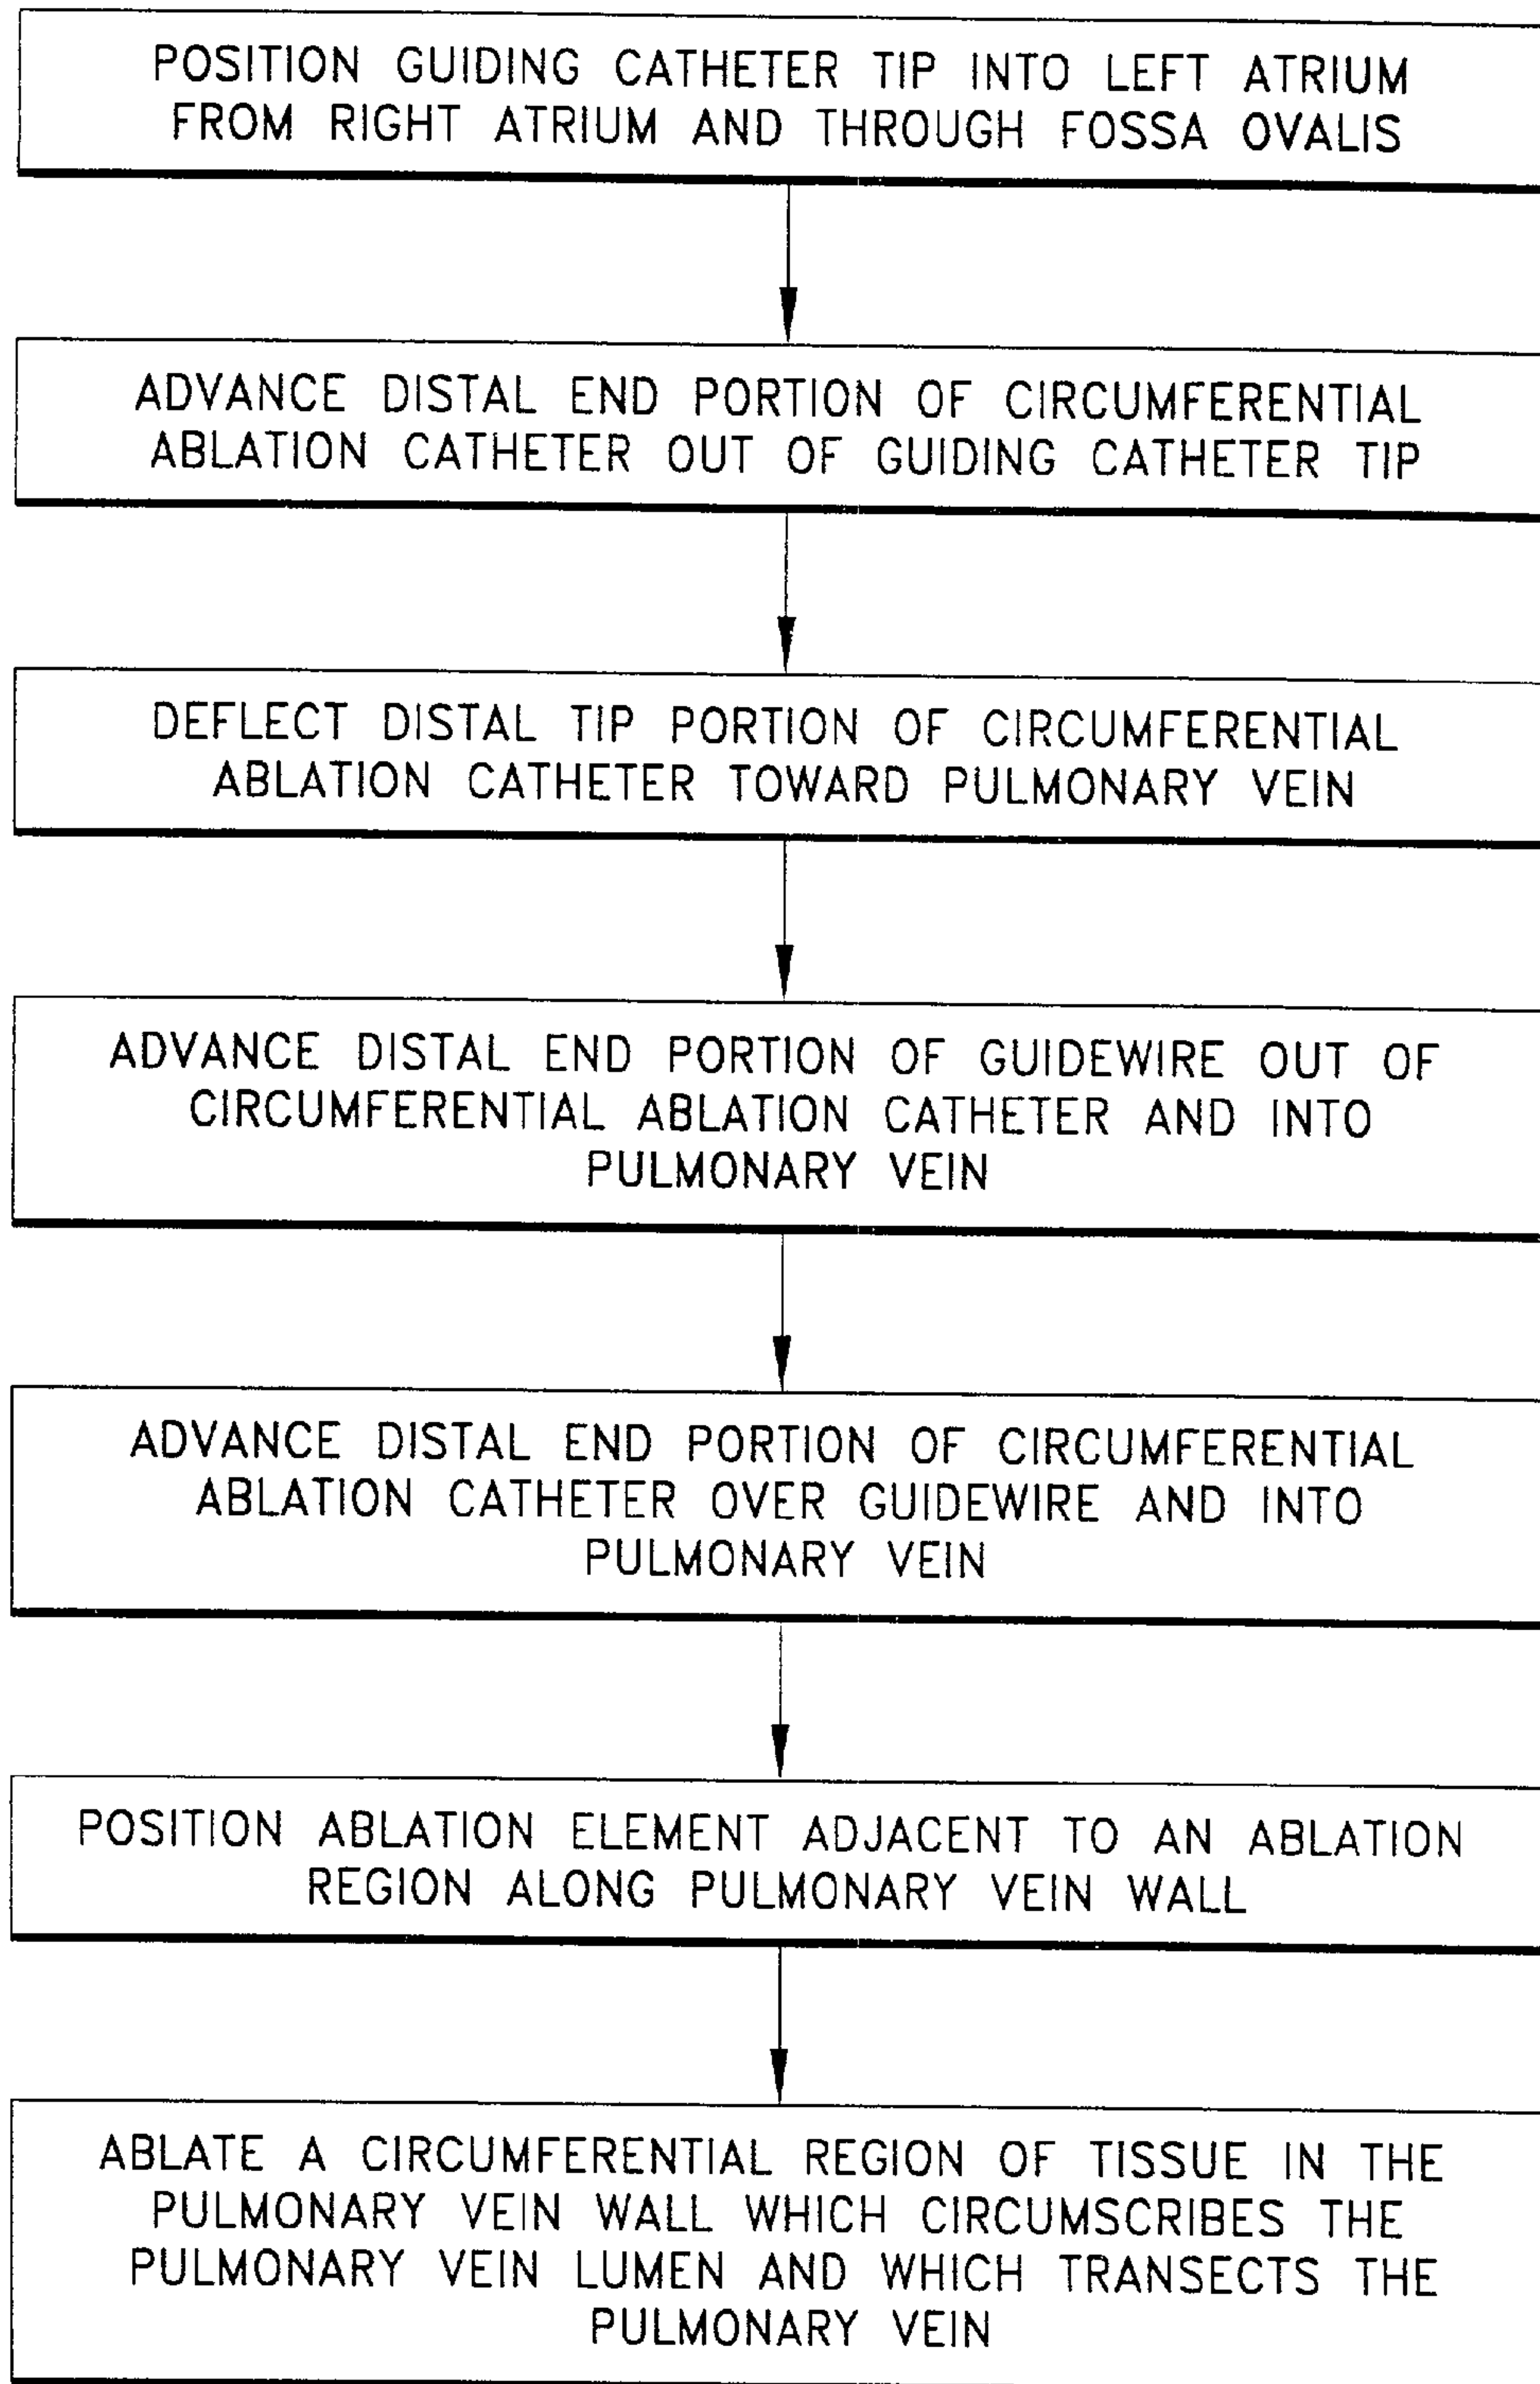 POSITION GUIDING CATHETER TIP INTO LEFT ATRIUM
FROM RIGHT ATRIUM AND THROUGH FOSSA OVALIS
ADVANCE DISTAL END PORTION OF CIRCUMFERENTIAL
ABLATION CATHETER OUT OF GUIDING CATHETER TIP
DEFLECT DISTAL TIP PORTION OF CIRCUMFERENTIAL
ABLATION CATHETER TOWARD PULMONARY VEIN
ADVANCE DISTAL END PORTION OF GUIDEWIRE OUT OF
CIRCUMFERENTIAL ABLATION CATHETER AND INTO
PULMONARY VEIN
ADVANCE DISTAL END PORTION OF CIRCUMFERENTIAL
ABLATION CATHETER OVER GUIDEWIRE AND INTO
PULMONARY VEIN
POSITION ABLATION ELEMENT ADJACENT TO AN ABLATION
REGION ALONG PULMONARY VEIN WALL
ABLATE A CIRCUMFERENTIAL REGION OF TISSUE IN THE
PULMONARY VEIN WALL WHICH CIRCUMSCRIBES THE
PULMONARY VEIN LUMEN AND WHICH TRANSECTS THE
PULMONARY VEIN